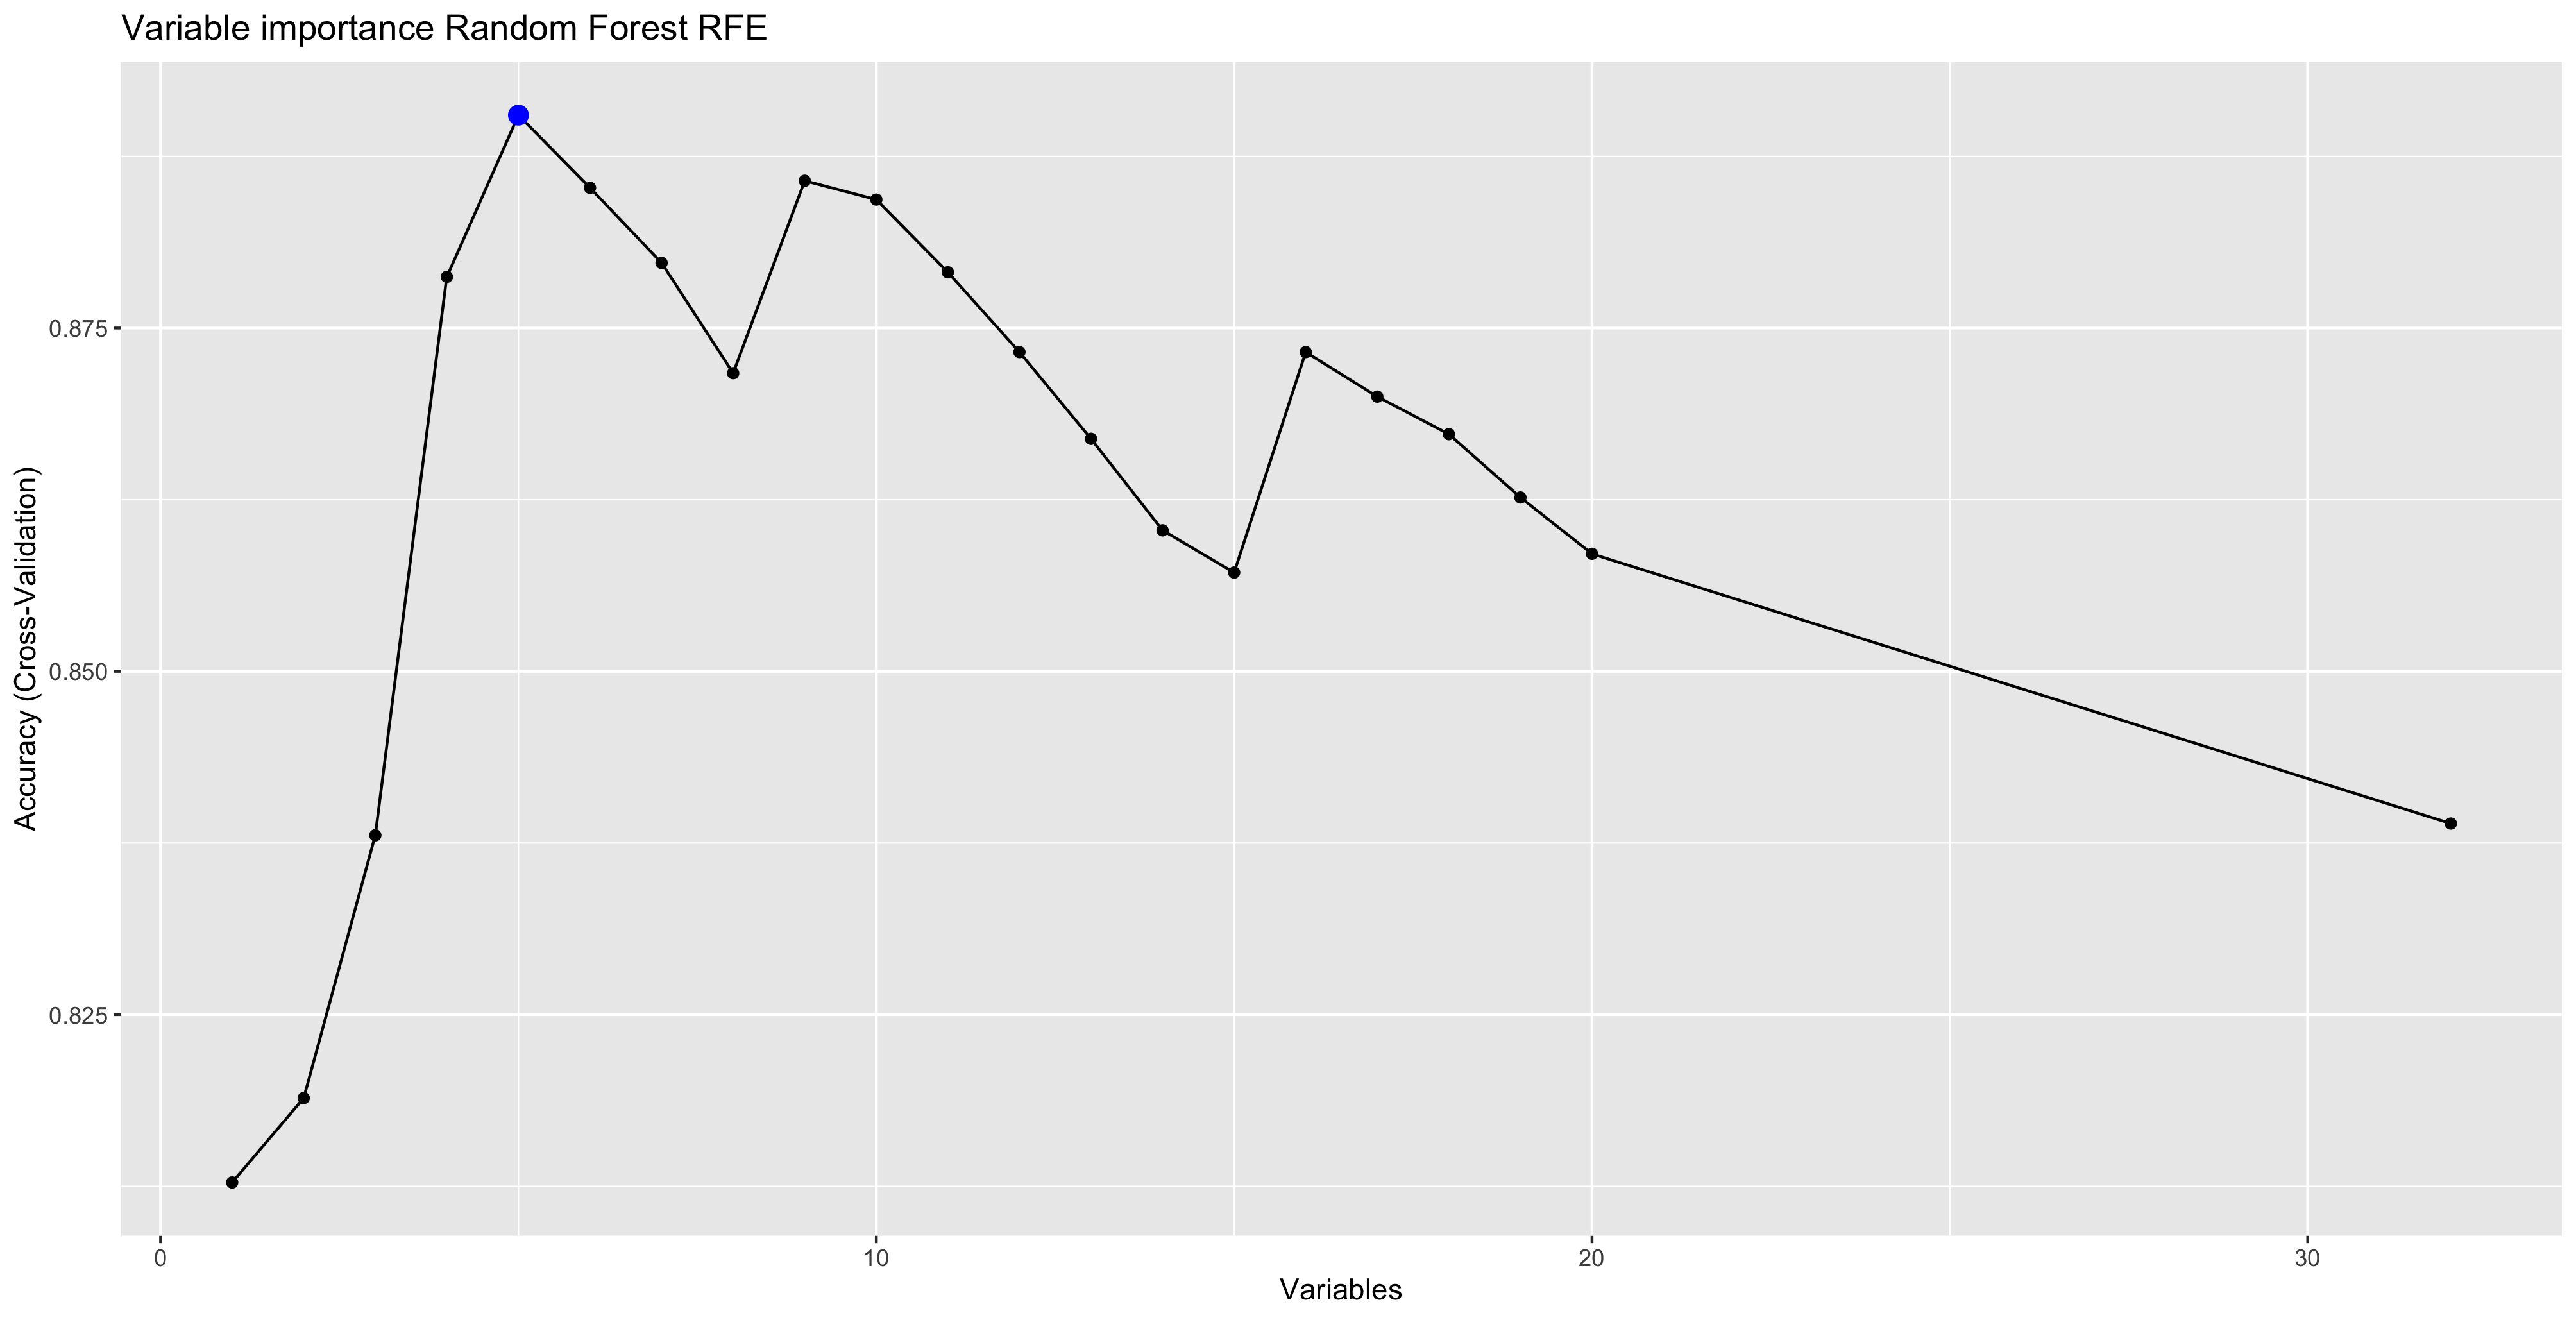 Variable importance Random Forest RFE
Accuracy (Cross-Validation)
0.875
0.850
0.825
0
10
20
30
Variables